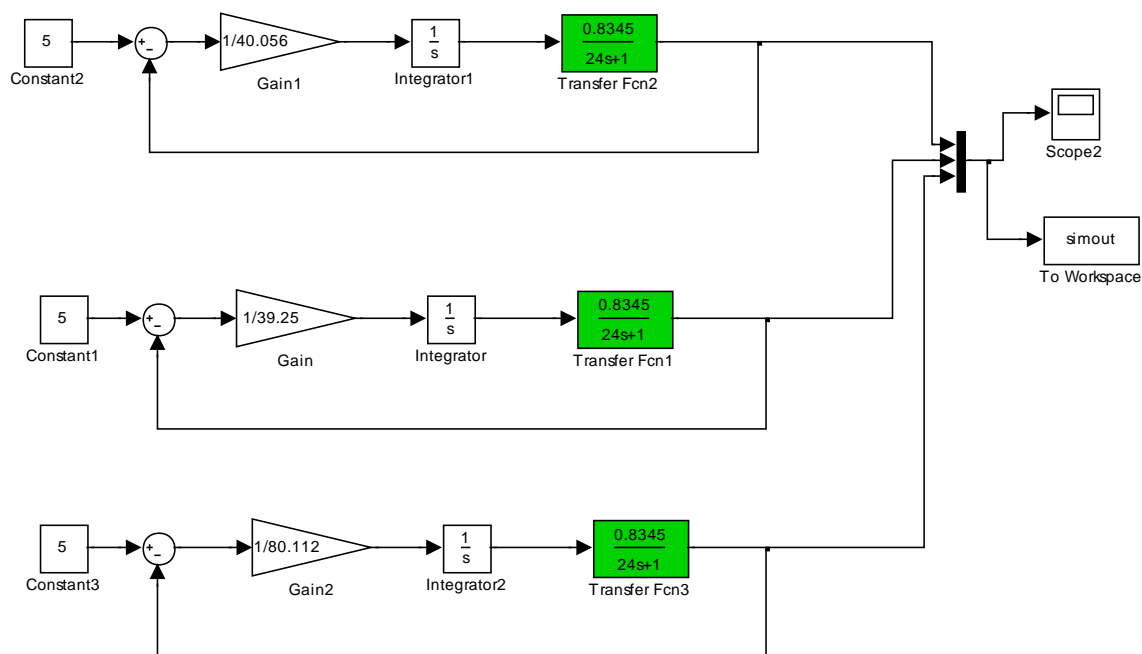 5
Constant2
+
−
1/40.056
Gain1
1
s
Integrator1
0.8345
24s+1
Transfer Fcn2
Scope2
simout
To Workspace
5
Constant1
+
−
1/39.25
Gain
1
s
Integrator
0.8345
24s+1
Transfer Fcn1
5
Constant3
+
−
1/80.112
Gain2
1
s
Integrator2
0.8345
24s+1
Transfer Fcn3